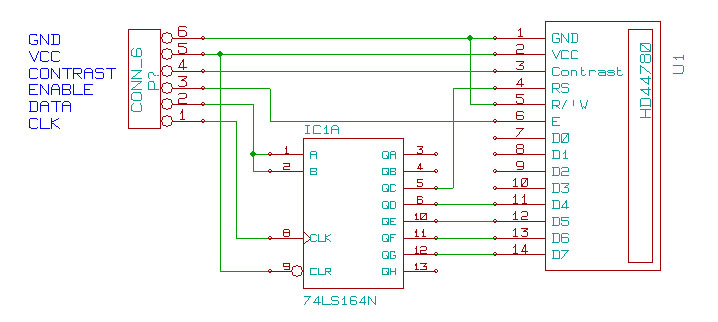 GND
VCC
CONTRAST
ENABLE
DATA
CLK
CONN_6
P?
6
5
4
3
2
1
IC1A
1 A
2 B
8 CLK
9 CLR
QA 3
QB 4
QC 5
QD 6
QE 10
QF 11
QG 12
QH 13
74LS164N
1 GND
2 VCC
3 Contrast
4 RS
5 R/'W
6 E
7 D0
8 D1
9 D2
10 D3
11 D4
12 D5
13 D6
14 D7
HD44780
U1